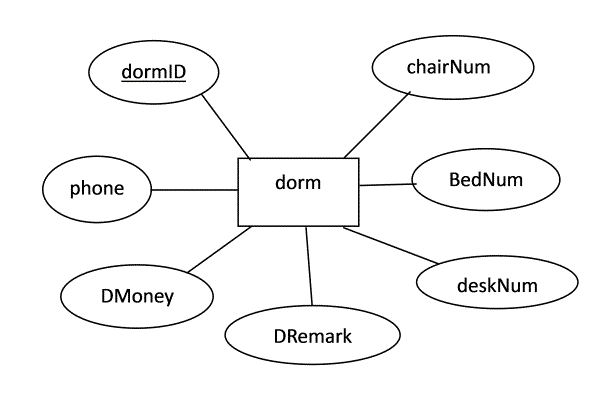 dormID
chairNum
dorm
phone
BedNum
DMoney
deskNum
DRemark